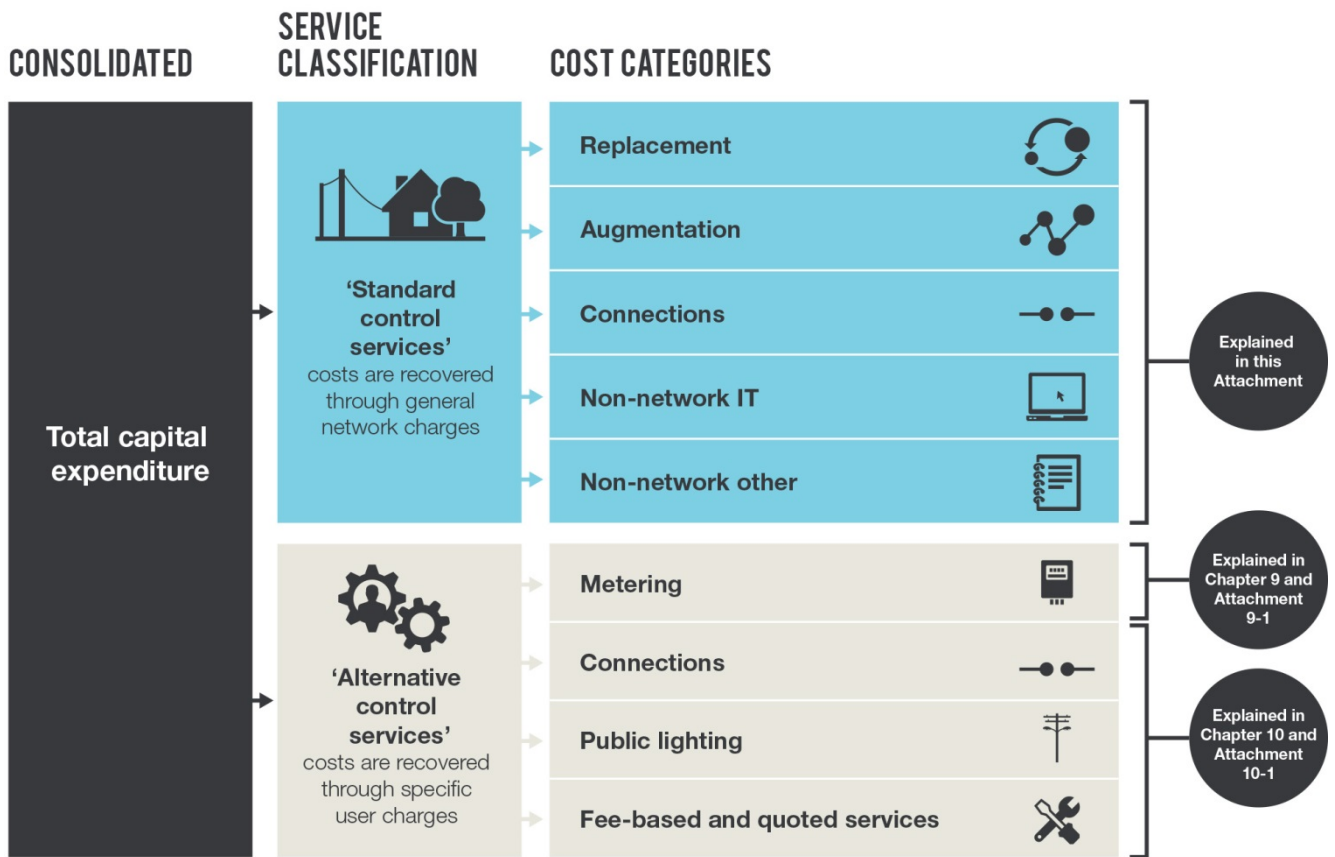 CONSOLIDATED
SERVICE
CLASSIFICATION
COST CATEGORIES
Total capital
expenditure
‘Standard
control
services’
costs are recovered
through general
network charges
Replacement
Augmentation
Connections
Non-network IT
Non-network other
Explained
in this
Attachment
‘Alternative
control
services’
costs are recovered
through specific
user charges
Metering
Connections
Public lighting
Fee-based and quoted services
Explained in
Chapter 9 and
Attachment
9-1
Explained in
Chapter 10 and
Attachment
10-1